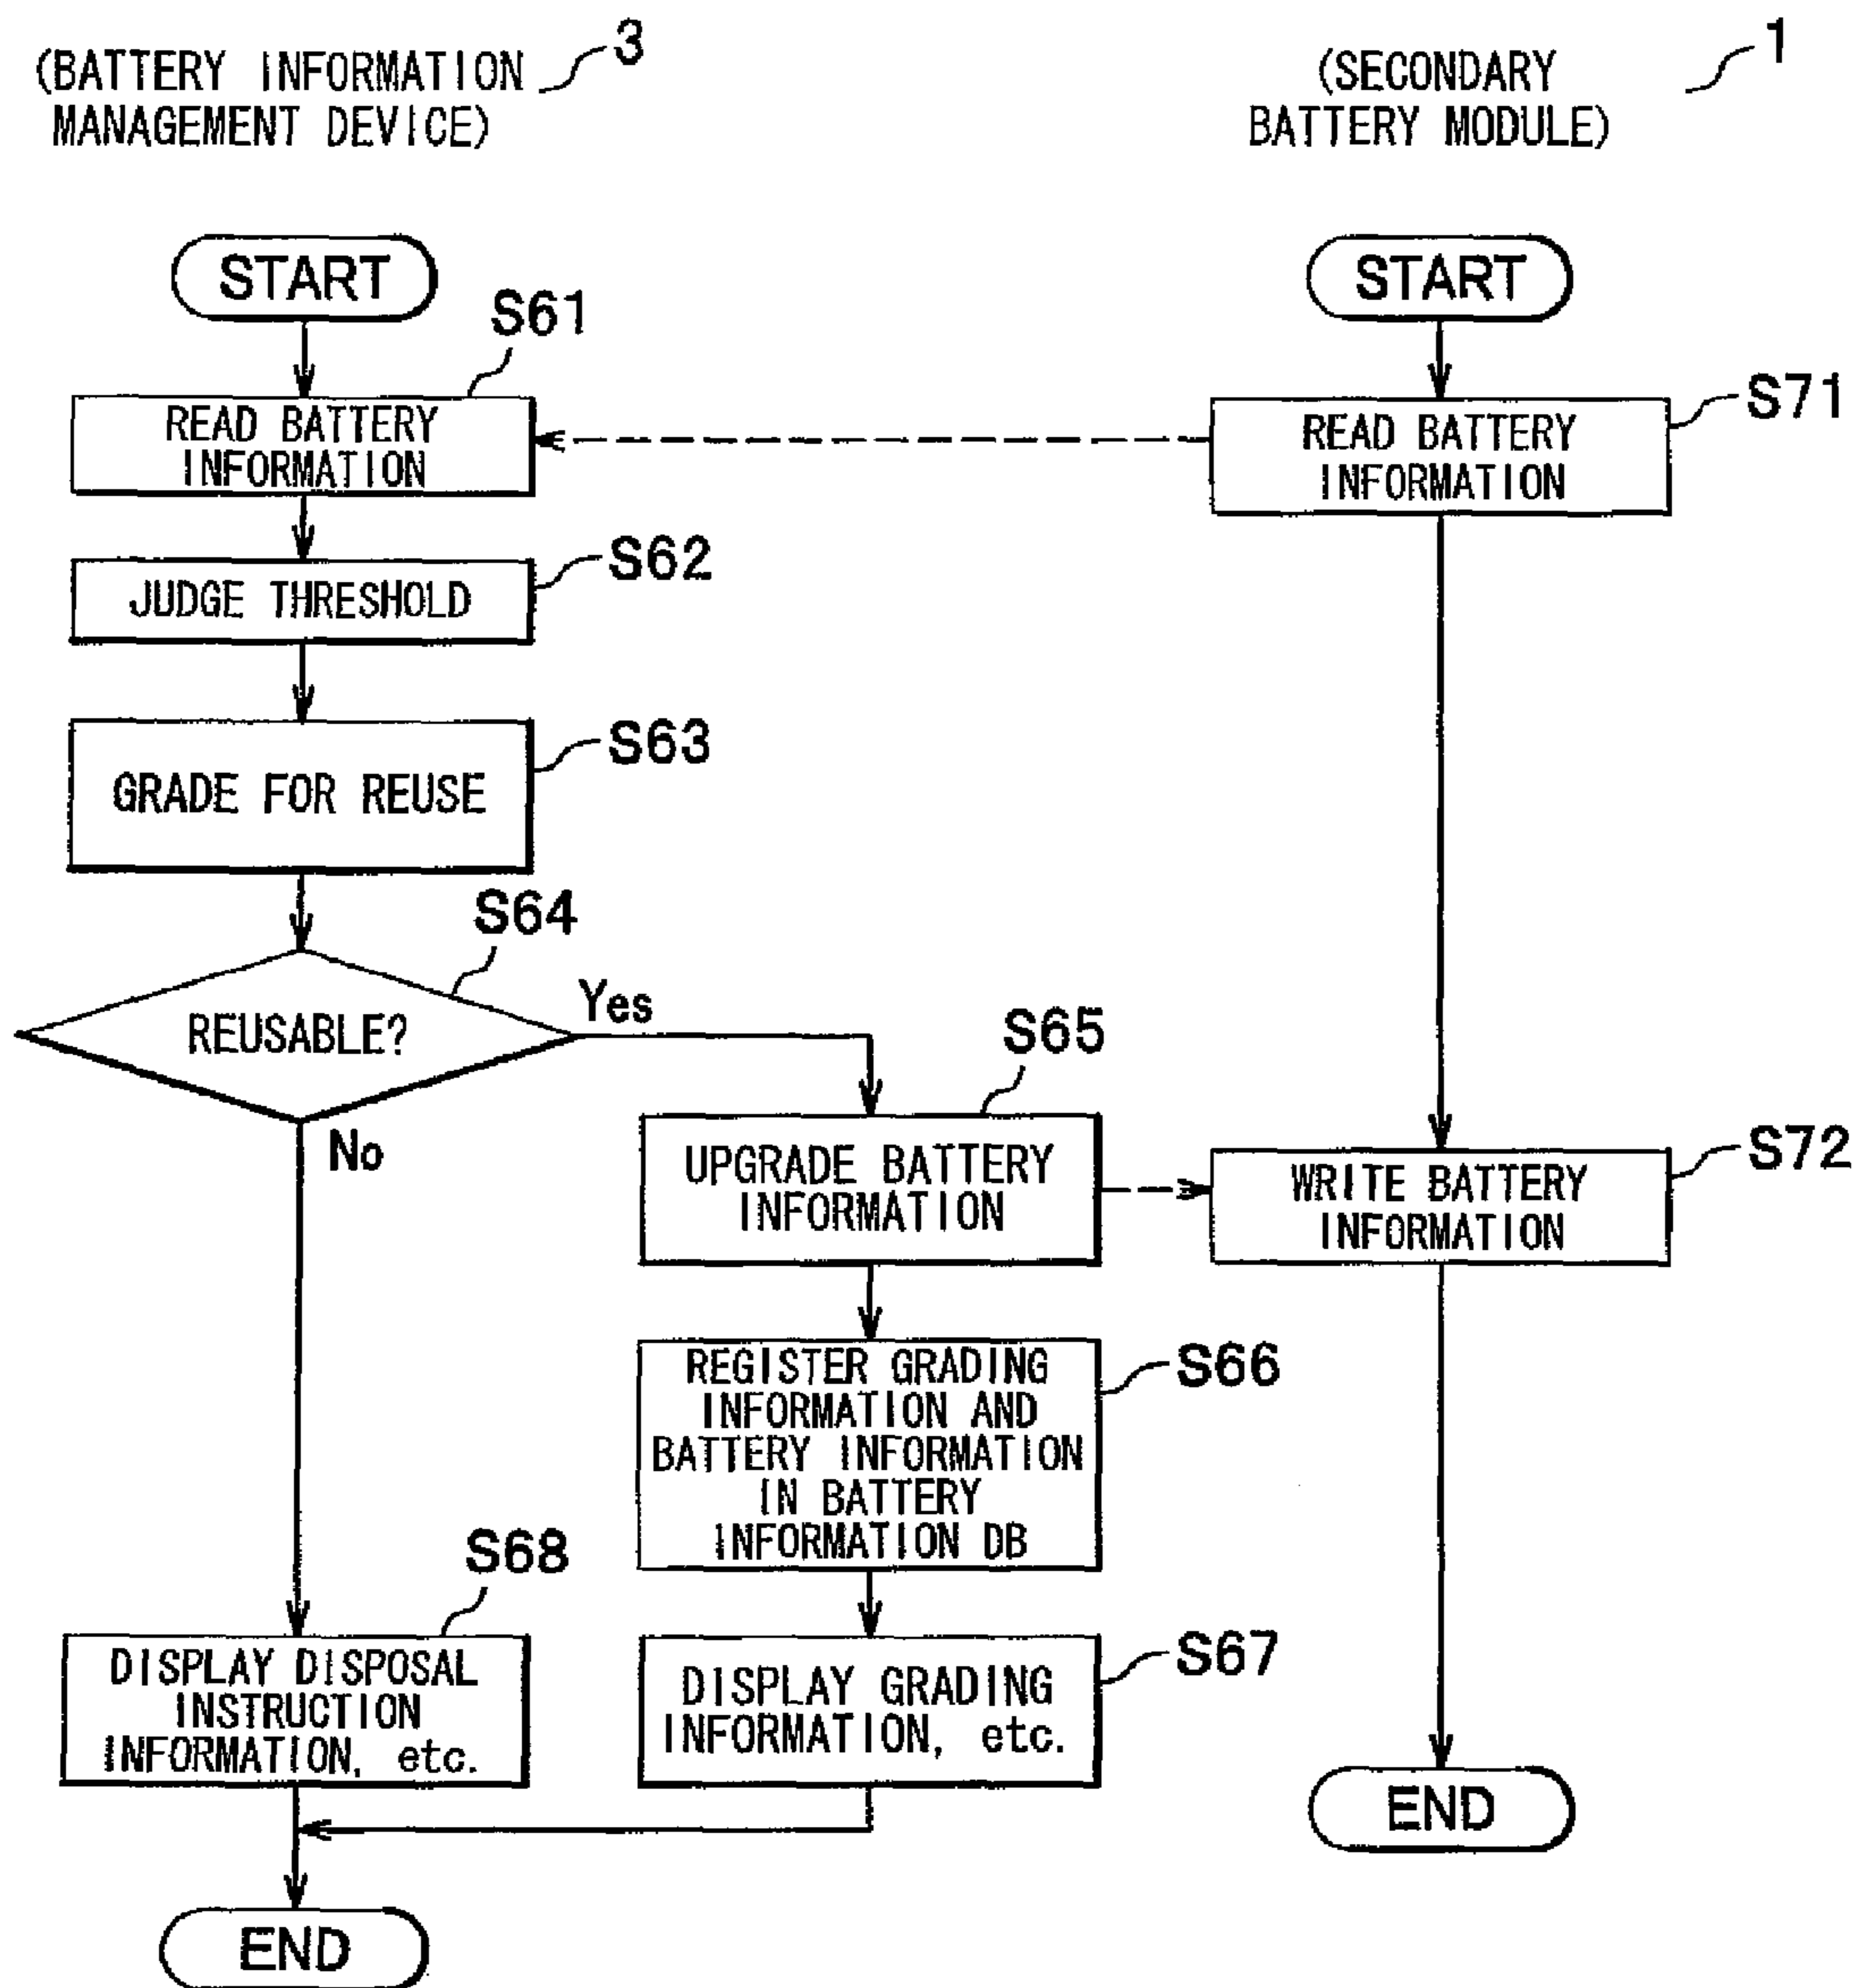 (BATTERY INFORMATION
MANAGEMENT DEVICE)
3
(SECONDARY
BATTERY MODULE)
1
START
START
S61
READ BATTERY
INFORMATION
S71
READ BATTERY
INFORMATION
S62
JUDGE THRESHOLD
S63
GRADE FOR REUSE
S64
REUSABLE?
Yes
No
S65
UPGRADE BATTERY
INFORMATION
S72
WRITE BATTERY
INFORMATION
S66
REGISTER GRADING
INFORMATION AND
BATTERY INFORMATION
IN BATTERY
INFORMATION DB
S68
DISPLAY DISPOSAL
INSTRUCTION
INFORMATION, etc.
S67
DISPLAY GRADING
INFORMATION, etc.
END
END